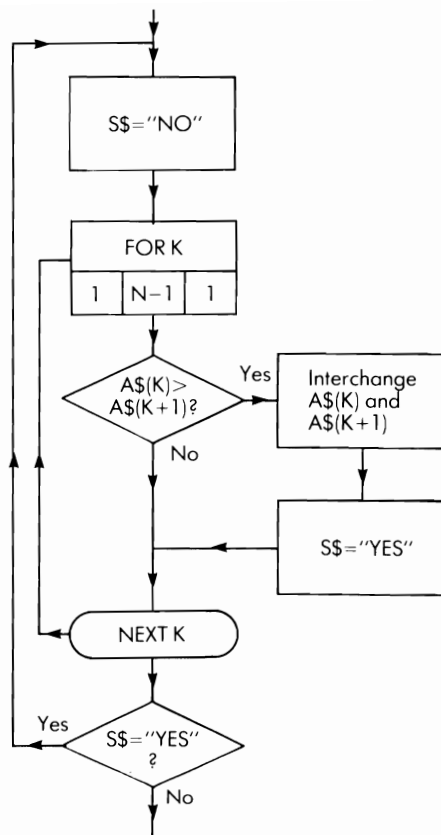 S$="NO"
FOR K
1 N-1 1
A$(K)>
A$(K+1)?
Yes
Interchange
A$(K) and
A$(K+1)
No
S$="YES"
NEXT K
Yes
S$="YES"
?
No